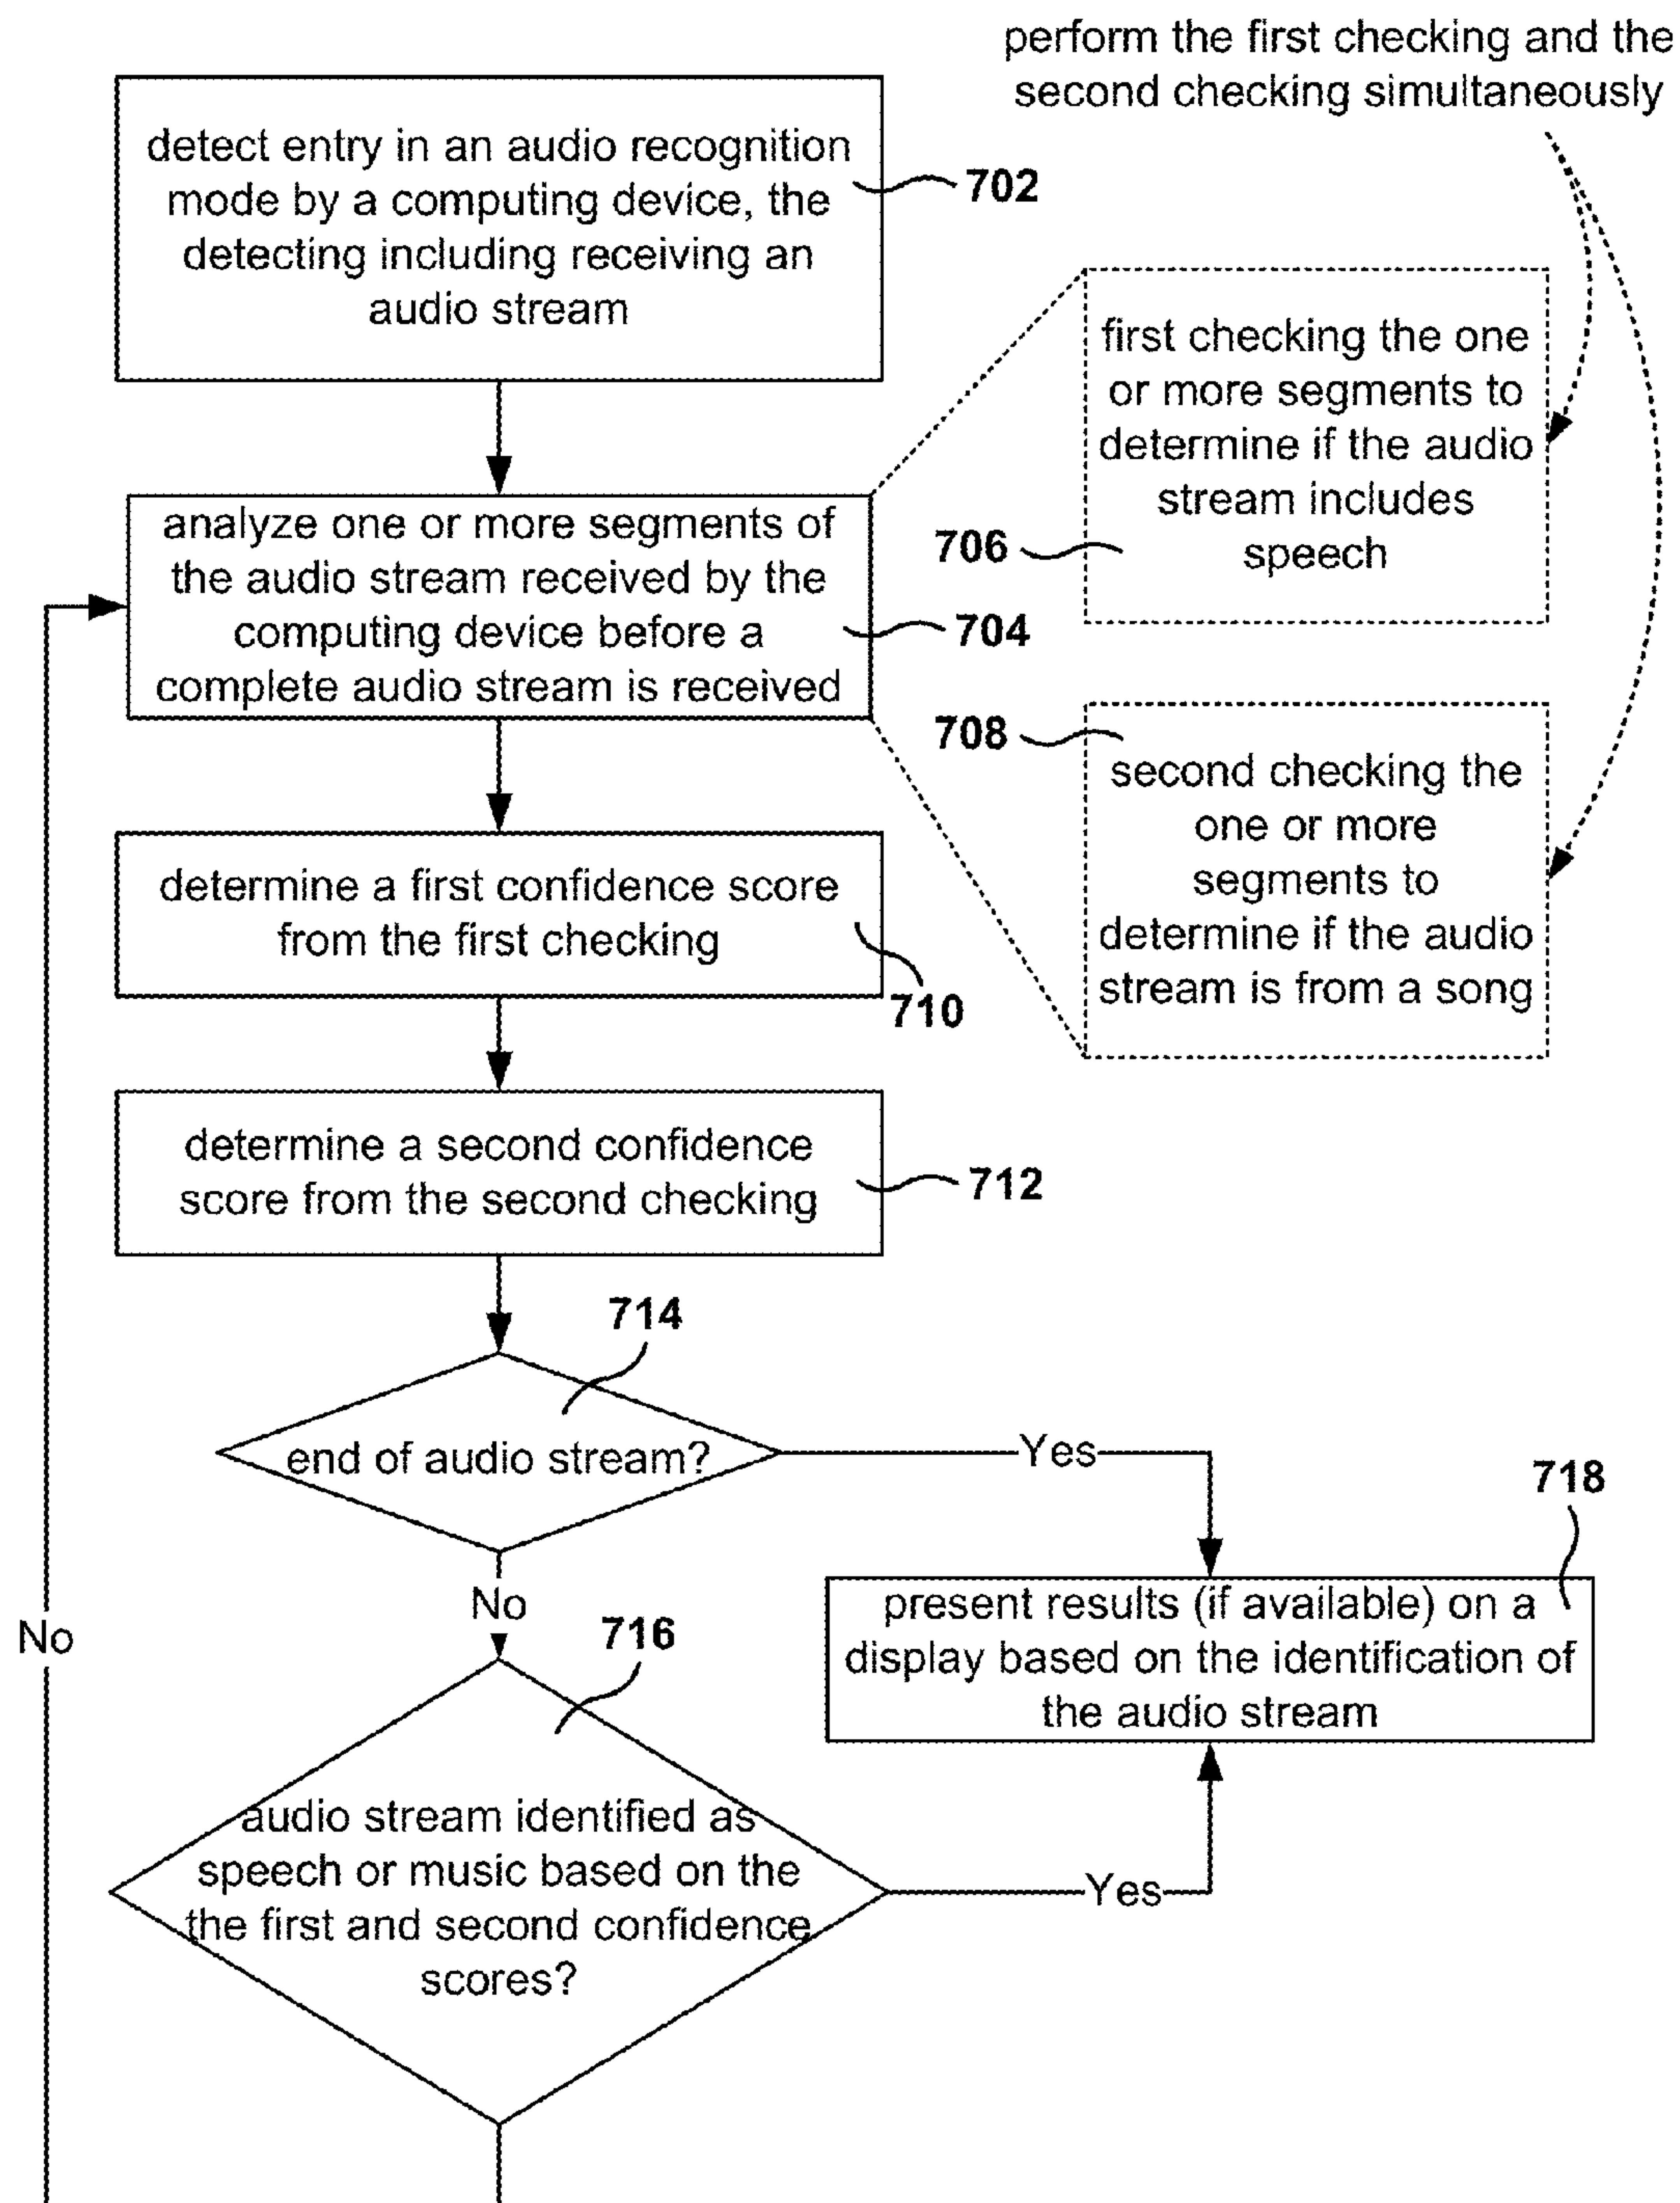 perform the first checking and the
second checking simultaneously
detect entry in an audio recognition
mode by a computing device, the
detecting including receiving an
audio stream
702
first checking the one
or more segments to
determine if the audio
stream includes
speech
706
analyze one or more segments of
the audio stream received by the
computing device before a
complete audio stream is received
704
708
second checking the
one or more
segments to
determine if the audio
stream is from a song
determine a first confidence score
from the first checking
710
determine a second confidence
score from the second checking
712
714
end of audio stream?
Yes
718
No
present results (if available) on a
display based on the identification of
the audio stream
No
716
audio stream identified as
speech or music based on the
the first and second confidence
scores?
Yes